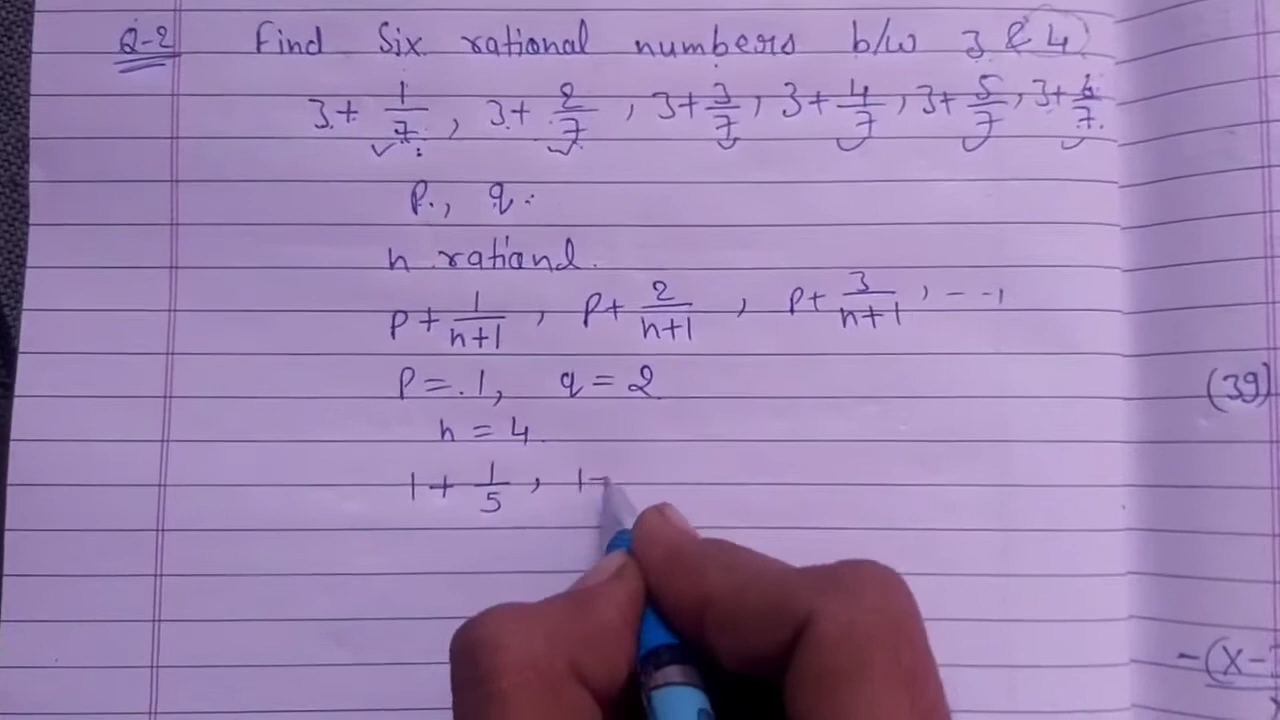 Q-2 Find Six rational numbers b/w 3 & 4
3 + 1/7, 3 + 2/7, 3 + 3/7, 3 + 4/7, 3 + 5/7, 3 + 6/7
p., q.
n rational.
p + 1/(n+1), p + 2/(n+1), p + 3/(n+1), ---,
p = 1, q = 2
(39)
n = 4
1 + 1/5, 1
-(x-